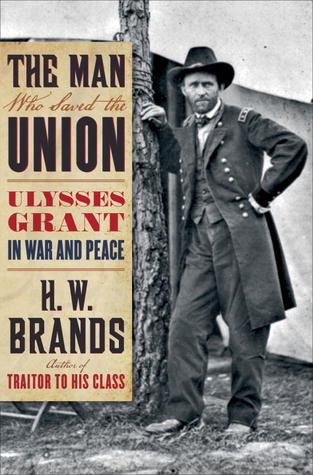 THE MAN
Who Saved the
UNION
ULYSSES
GRANT
IN WAR AND PEACE
H. W.
BRANDS
Author of
TRAITOR TO HIS CLASS